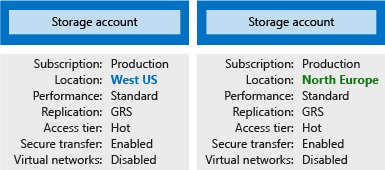 Storage account
Subscription: Production
Location: West US
Performance: Standard
Replication: GRS
Access tier: Hot
Secure transfer: Enabled
Virtual networks: Disabled
Storage account
Subscription: Production
Location: North Europe
Performance: Standard
Replication: GRS
Access tier: Hot
Secure transfer: Enabled
Virtual networks: Disabled